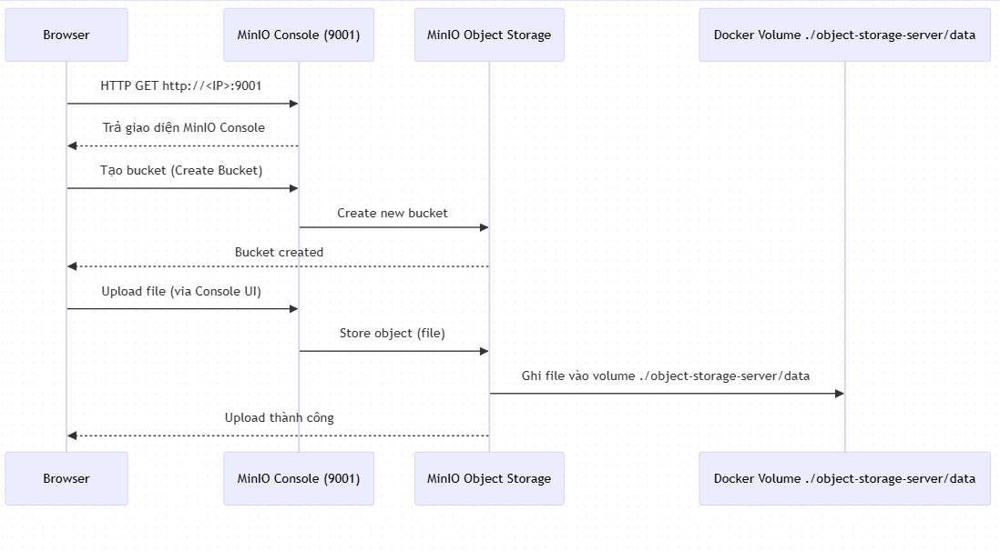 Browser
MinIO Console (9001)
MinIO Object Storage
Docker Volume ./object-storage-server/data
HTTP GET http://<IP>:9001
Trả giao diện MinIO Console
Tạo bucket (Create Bucket)
Create new bucket
Bucket created
Upload file (via Console UI)
Store object (file)
Ghi file vào volume ./object-storage-server/data
Upload thành công
Browser
MinIO Console (9001)
MinIO Object Storage
Docker Volume ./object-storage-server/data